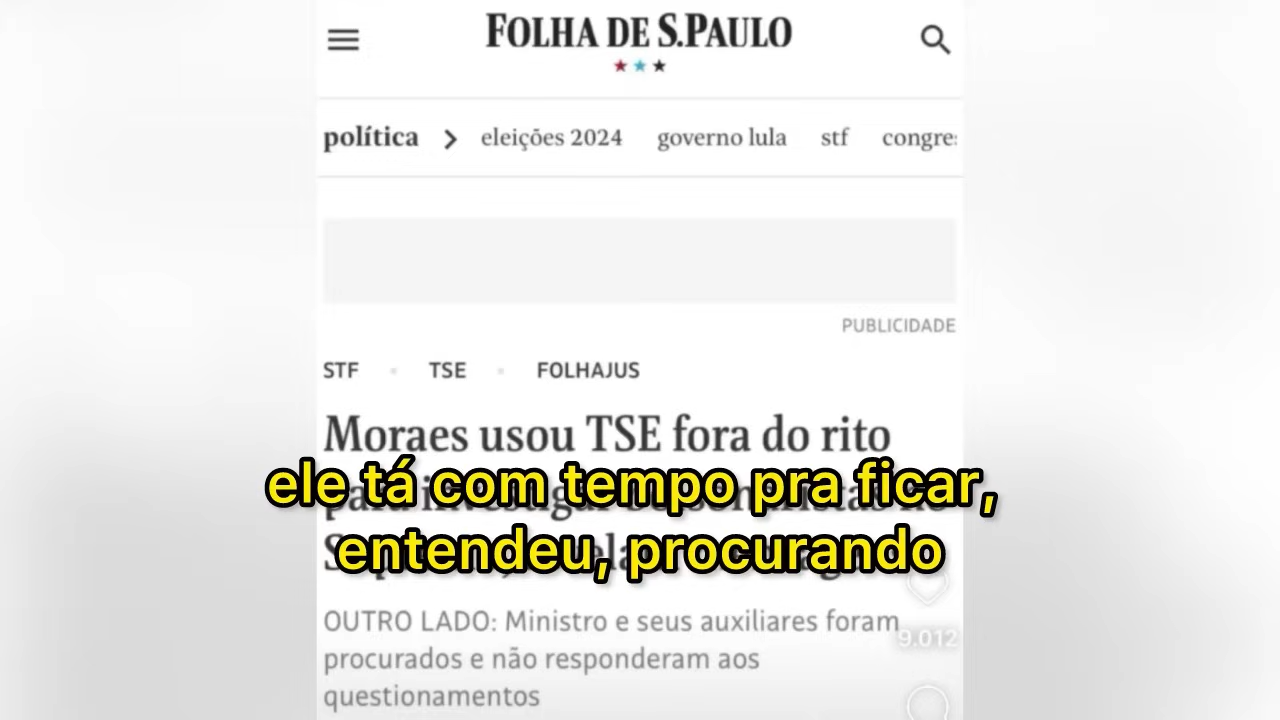 FOLHA DE S.PAULO
política eleições 2024 governo lula stf congre
PUBLICIDADE
STF TSE FOLHAJUS
Moraes usou TSE fora do rito
ele tá com tempo pra ficar,
entendeu, procurando
OUTRO LADO: Ministro e seus auxiliares foram
procurados e não responderam aos
questionamentos
9.012